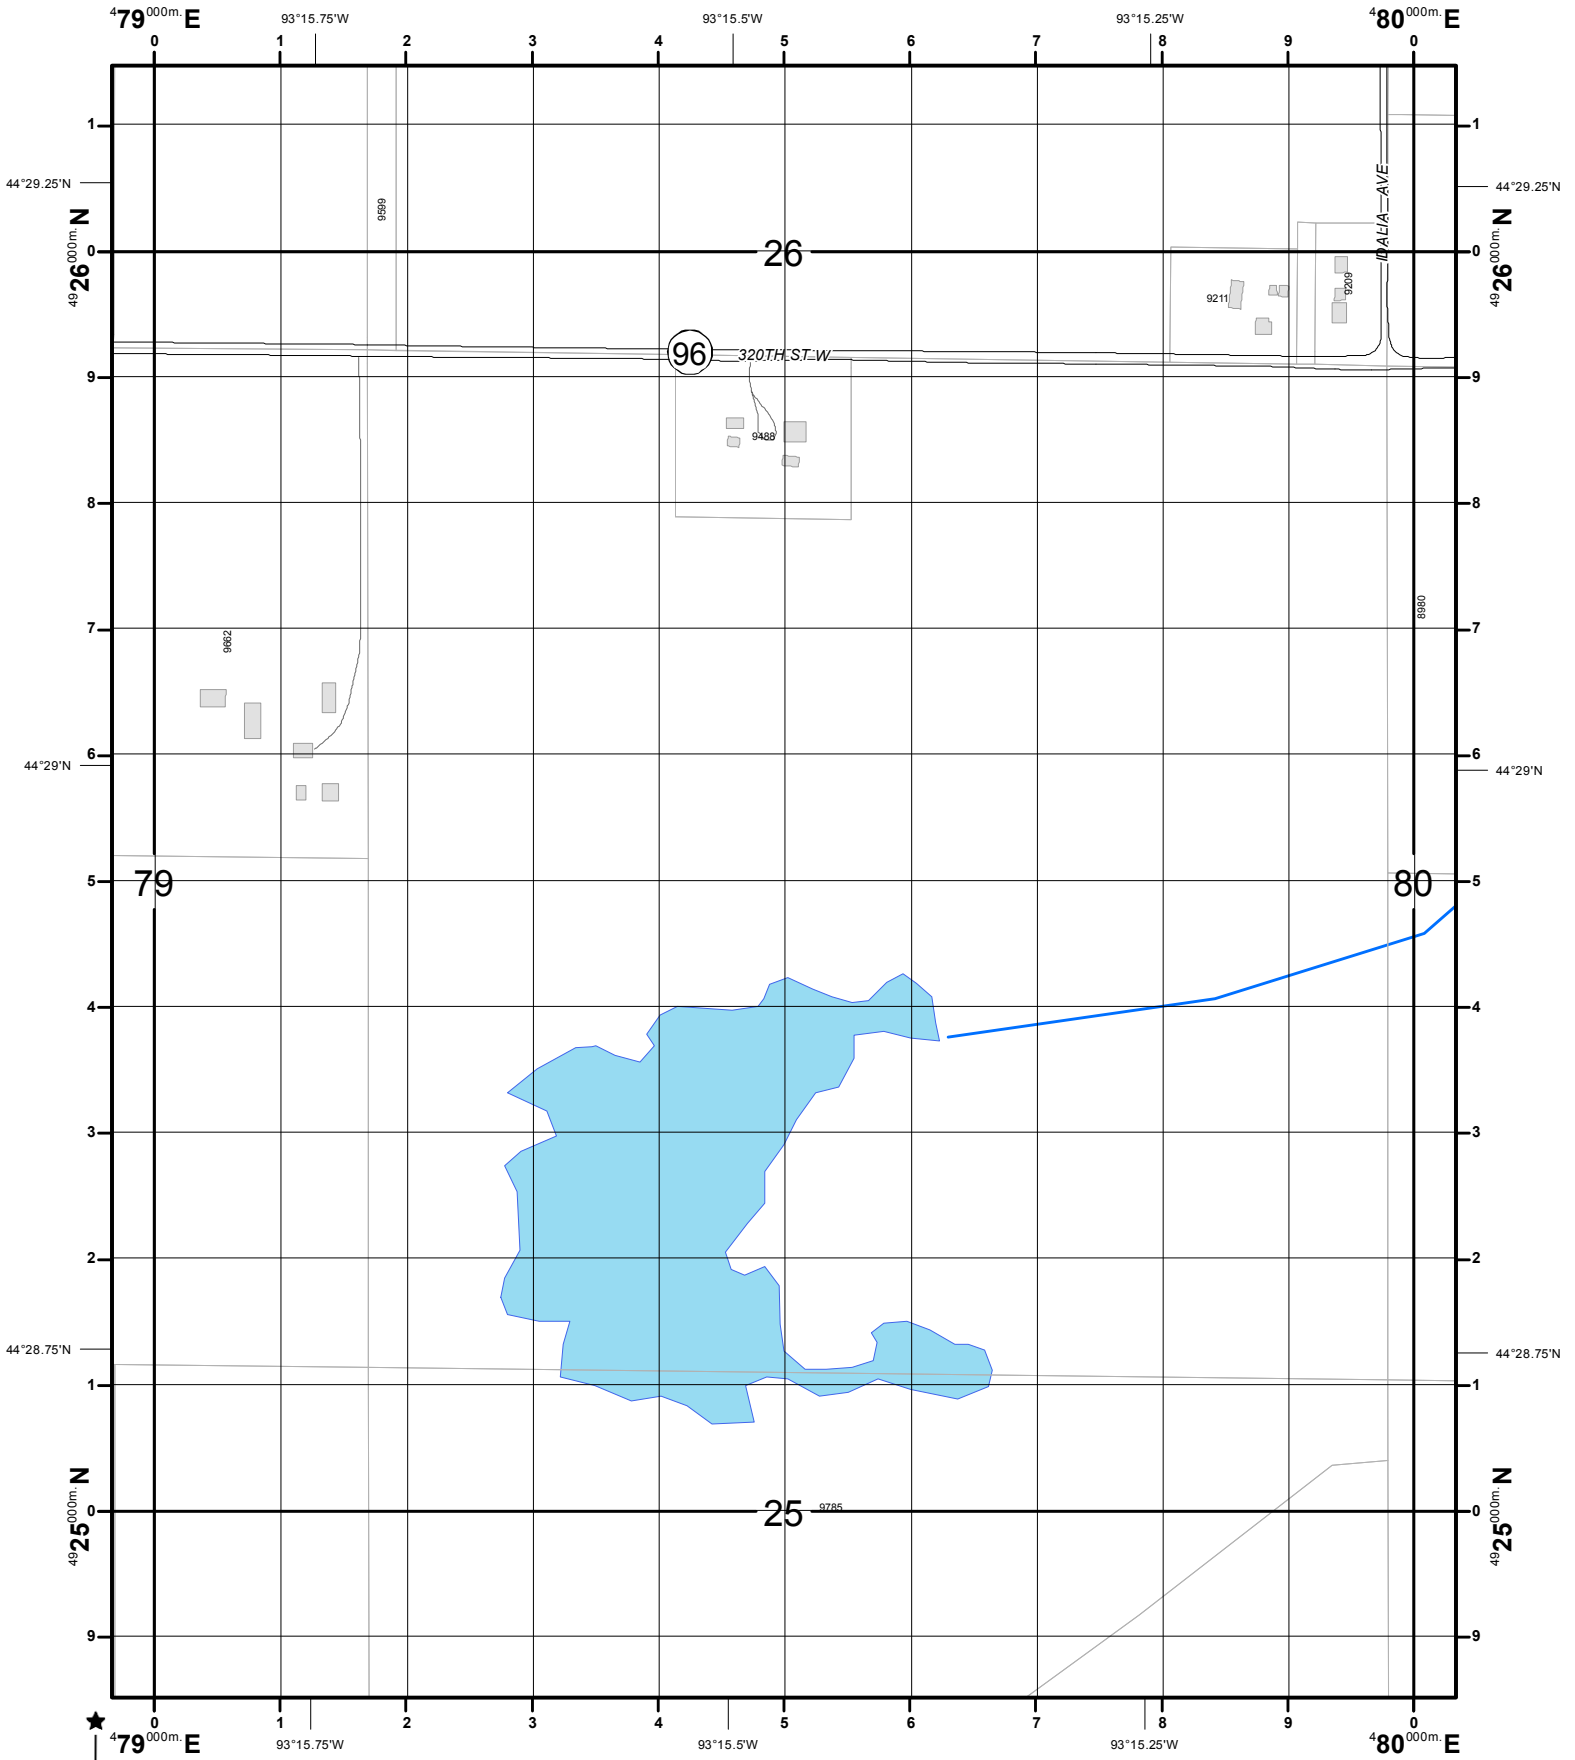 ⁴79⁰⁰⁰ᵐ·E 93°15.75'W 93°15.5'W 93°15.25'W ⁴80⁰⁰⁰ᵐ·E
0 1 2 3 4 5 6 7 8 9 0
1 1
44°29.25'N 44°29.25'N
IDALIA AVE
9599
⁴⁹26⁰⁰⁰ᵐ·N ⁴⁹26⁰⁰⁰ᵐ·N
0 26 0
9211 9209
96 320TH ST W
9 9
9488
8 8
8980
7 7
9662
6 6
44°29'N 44°29'N
5 79 80 5
4 4
3 3
2 2
44°28.75'N 44°28.75'N
1 1
⁴⁹25⁰⁰⁰ᵐ·N ⁴⁹25⁰⁰⁰ᵐ·N
0 25 9785 0
9 9
0 1 2 3 4 5 6 7 8 9 0
⁴79⁰⁰⁰ᵐ·E 93°15.75'W 93°15.5'W 93°15.25'W ⁴80⁰⁰⁰ᵐ·E